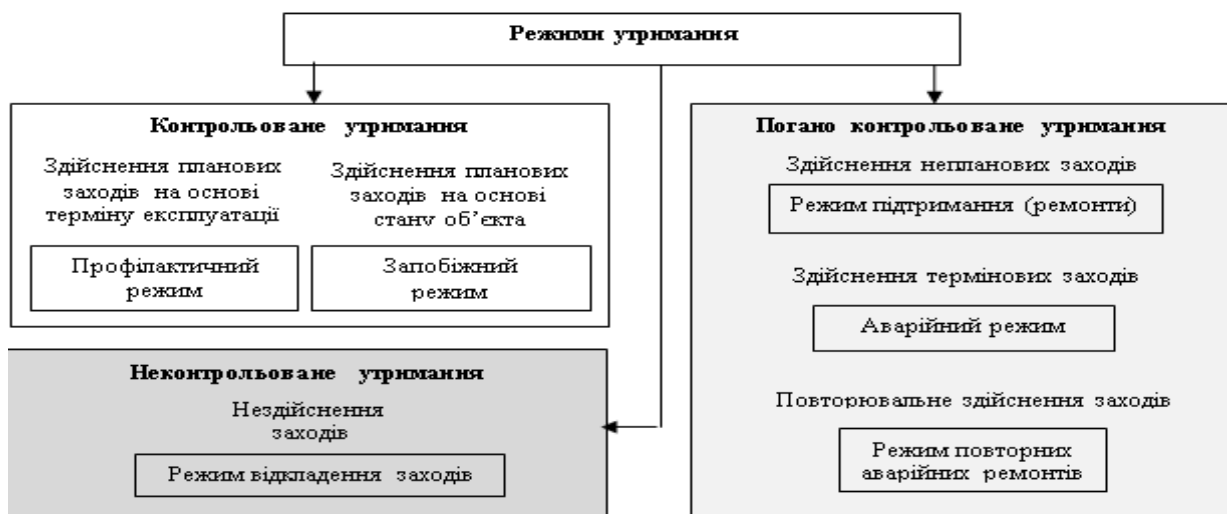 Режими утримання
Контрольоване утримання
Здійснення планових
заходів на основі
терміну експлуатації
Профілактичний
режим
Здійснення планових
заходів на основі
стану об’єкта
Запобіжний
режим
Неконтрольоване утримання
Нездійснення
заходів
Режим відкладення заходів
Погано контрольоване утримання
Здійснення непланових заходів
Режим підтримання (ремонти)
Здійснення термінових заходів
Аварійний режим
Повторювальне здійснення заходів
Режим повторних
аварійних ремонтів